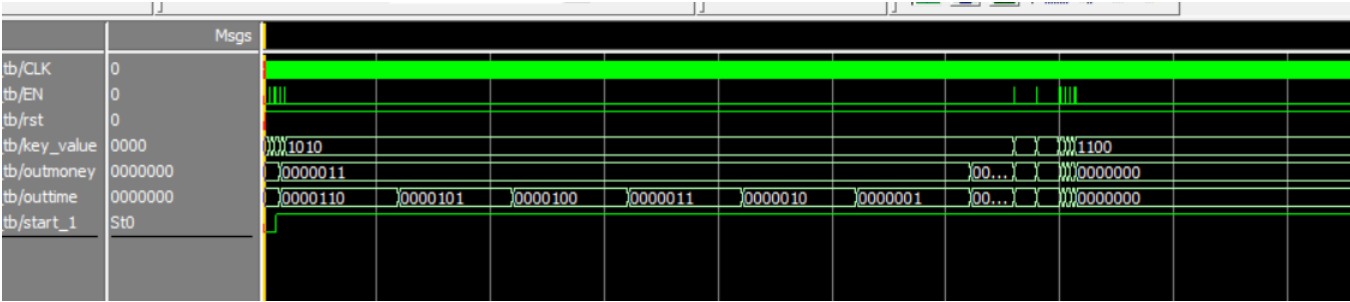 Msgs
tb/CLK 0
tb/EN 0
tb/rst 0
tb/key_value 0000 1010 1100
tb/outmoney 0000000 0000011 00... 0000000
tb/outtime 0000000 0000110 0000101 0000100 0000011 0000010 0000001 00... 0000000
tb/start_1 St0